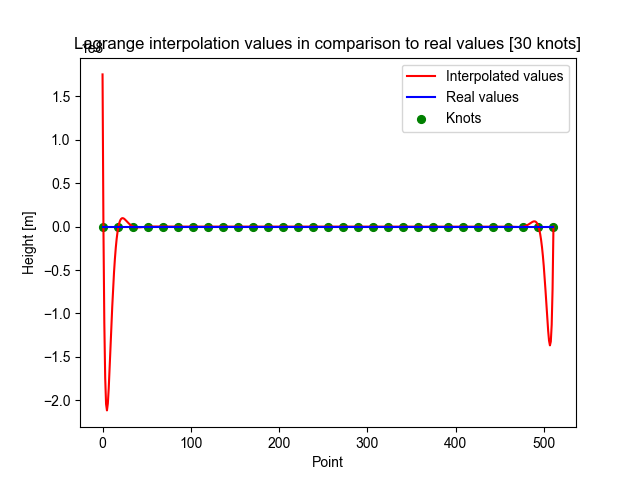 Lagrange interpolation values in comparison to real values [30 knots]
Interpolated values
Real values
Knots
1.5
1.0
0.5
0.0
−0.5
−1.0
−1.5
−2.0
Height [m]
0 100 200 300 400 500
Point